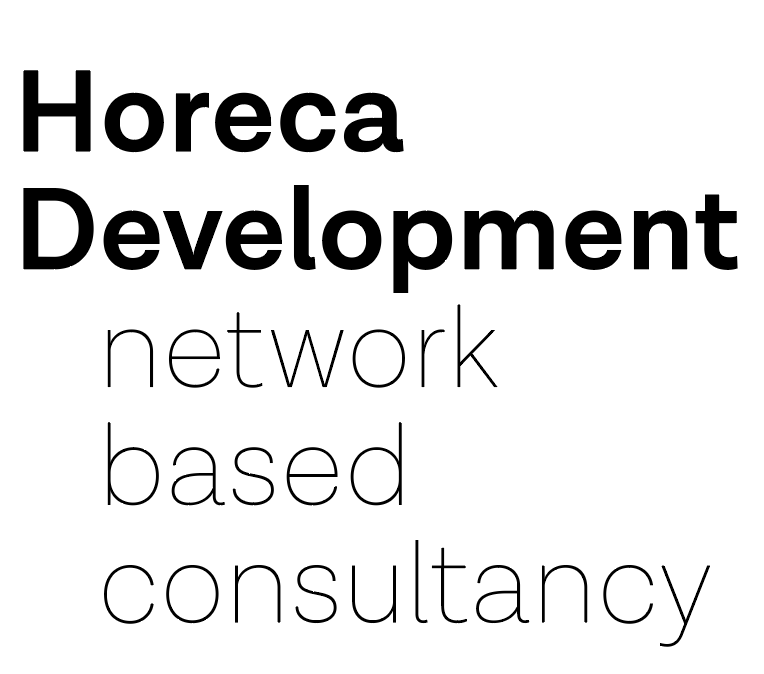 Horeca
Development
network
based
consultancy